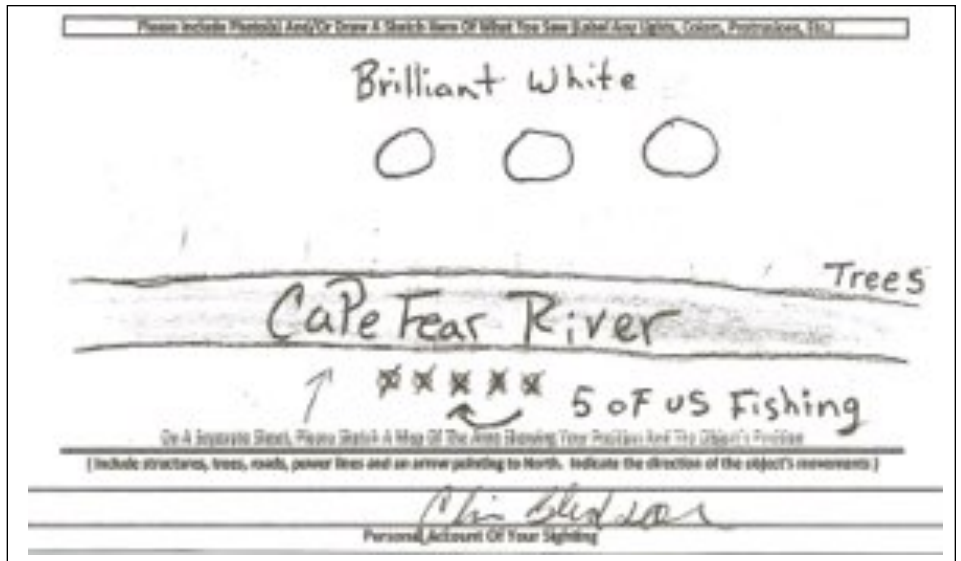 Please Include Photo(s) And/Or Draw A Sketch Here Of What You Saw (Label Any Lights, Colors, Protrusions, Etc.)
Brilliant White
Trees
CaPe Fear River
5 oF us Fishing
On A Separate Sheet, Please Sketch A Map Of The Area Showing Your Position And The Object's Position
(Include structures, trees, roads, power lines and an arrow pointing to North. Indicate the direction of the object's movements)
Personal Account Of Your Sighting